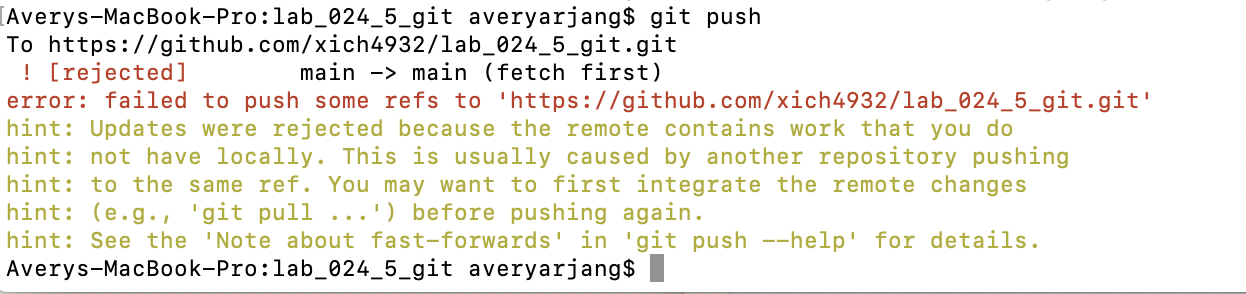 Averys-MacBook-Pro:lab_024_5_git averyarjang$ git push
To https://github.com/xich4932/lab_024_5_git.git
 ! [rejected]        main -> main (fetch first)
error: failed to push some refs to 'https://github.com/xich4932/lab_024_5_git.git'
hint: Updates were rejected because the remote contains work that you do
hint: not have locally. This is usually caused by another repository pushing
hint: to the same ref. You may want to first integrate the remote changes
hint: (e.g., 'git pull ...') before pushing again.
hint: See the 'Note about fast-forwards' in 'git push --help' for details.
Averys-MacBook-Pro:lab_024_5_git averyarjang$